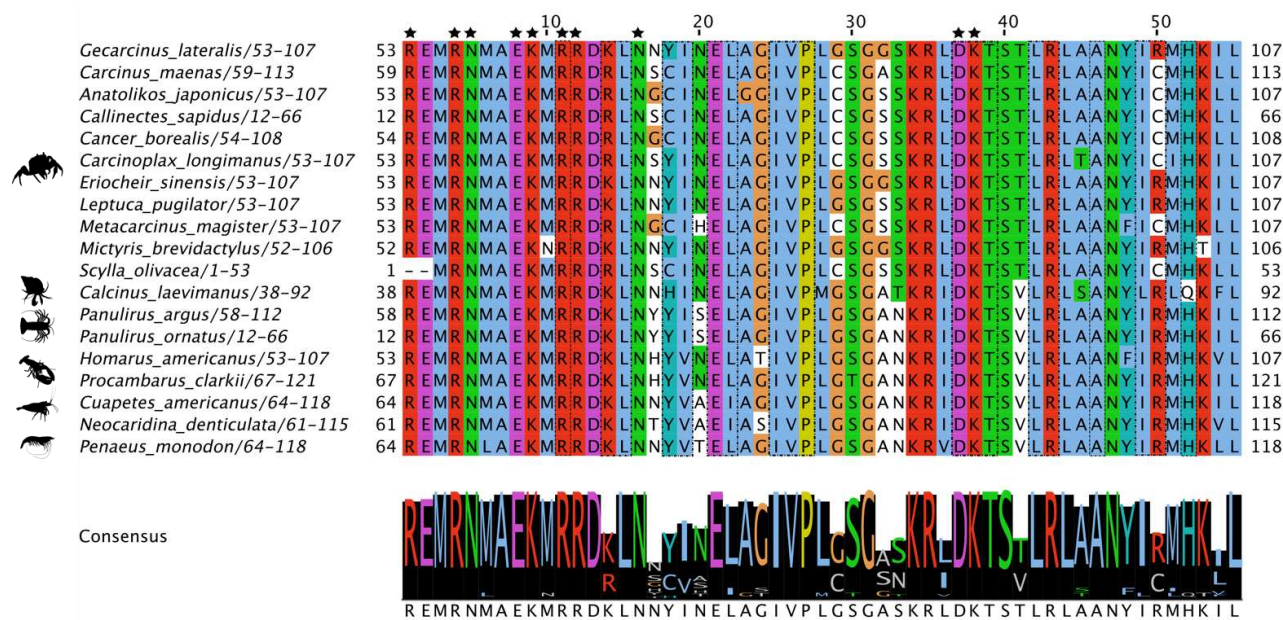 10 20 30 40 50
Gecarcinus_lateralis/53-107 53 REMRNMAEKMRRDKLNNYINELAGIVPLGSGGSKRLDKTSTLRLAANYIRMHKIL 107
Carcinus_maenas/59-113 59 REMRNMAEKMRRDRLNSCINELAGIVPLCSGASKRLDKTSTLRLAANYICMHKLL 113
Anatolikos_japonicus/53-107 53 REMRNMAEKMRRDRLNGCINELGGIVPLCSGSSKRLDKTSTLRLAANYICMHKLL 107
Callinectes_sapidus/12-66 12 REMRNMAEKMRRDRLNSCINELAGIVPLCSGSSKRLDKTSTLRLAANYICMHKLL 66
Cancer_borealis/54-108 54 REMRNMAEKMRRDRLNGCINELAGIVPLCSGSSKRLDKTSTLRLAANYICMHKLL 108
Carcinoplax_longimanus/53-107 53 REMRNMAEKMRRDRLNSYINELAGIVPLCSGSSKRLDKTSTLRLTANYICIHKIL 107
Eriocheir_sinensis/53-107 53 REMRNMAEKMRRDKLNNYINELAGIVPLGSGGSKRLDKTSTLRLAANYIRMHKIL 107
Leptuca_pugilator/53-107 53 REMRNMAEKMRRDKLNNYINELAGIVPLGSGSSKRLDKTSTLRLAANYIRMHKIL 107
Metacarcinus_magister/53-107 53 REMRNMAEKMRRDRLNGCIHELAGIVPLCSGSSKRLDKTSTLRLAANFICMHKLL 107
Mictyris_brevidactylus/52-106 52 REMRNMAEKNRRDKLNNYINELAGIVPLGSGGSKRLDKTSTLRLAANYIRMHTIL 106
Scylla_olivacea/1-53 1 --MRNMAEKMRRDRLNSCINELAGIVPLCSGSSKRLDKTSTLRLAANYICMHKLL 53
Calcinus_laevimanus/38-92 38 REMRNMAEKMRRDKLNNHINELAGIVPMGSGATKRIDKTSVLRLSANYLRLQKFL 92
Panulirus_argus/58-112 58 REMRNMAEKMRRDKLNYYISELAGIVPLGSGANKRIDKTSVLRLAANYIRMHKIL 112
Panulirus_ornatus/12-66 12 REMRNMAEKMRRDKLNYYISELAGIVPLGSGANKRIDKTSVLRLAANYIRMHKIL 66
Homarus_americanus/53-107 53 REMRNMAEKMRRDKLNHYVNELATIVPLGSGANKRIDKTSVLRLAANFIRMHKVL 107
Procambarus_clarkii/67-121 67 REMRNMAEKMRRDKLNHYVNELAGIVPLGTGANKRIDKTSVLRLAANYIRMHKIL 121
Cuapetes_americanus/64-118 64 REMRNMAEKMRRDKLNNYVAEIAGIVPLGSGANKRIDKTSVLRLAANYIRMHKIL 118
Neocaridina_denticulata/61-115 61 REMRNMAEKMRRDKLNTYVAEIASIVPLGSGANKRIDKTSVLRLAANYIRMHKVL 115
Penaeus_monodon/64-118 64 REMRNLAEKMRRDKLNNYVTELAGIVPLGSGANKRVDKTSVLRLAANYIRMHKIL 118
Consensus
REMRNMAEKMRRDKLNNYINELAGIVPLGSGASKRLDKTSTLRLAANYIRMHKIL